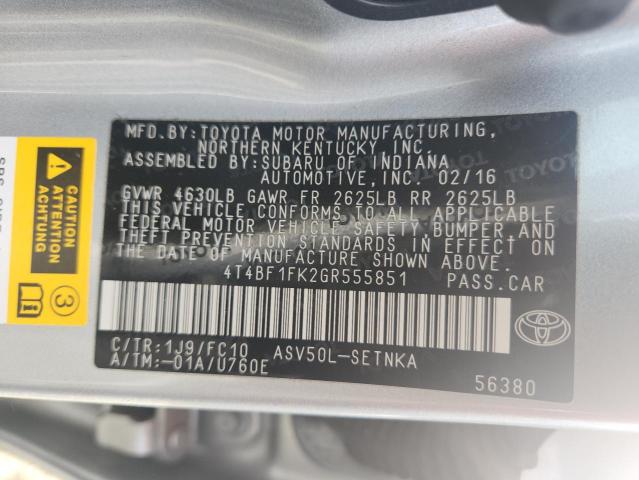 MFD.BY:TOYOTA MOTOR MANUFACTURING,
NORTHERN KENTUCKY, INC.
ASSEMBLED BY:SUBARU OF INDIANA
AUTOMOTIVE,INC. 02/16
GVWR 4630LB GAWR FR 2625LB RR 2625LB
THIS VEHICLE CONFORMS TO ALL APPLICABLE
FEDERAL MOTOR VEHICLE SAFETY,BUMPER,AND
THEFT PREVENTION STANDARDS IN EFFECT†
ON THE DATE OF MANUFACTURE SHOWN ABOVE.
4T4BF1FK2GR555851 PASS.CAR
C/TR:1J9/FC10 ASV50L-SETNKA
A/TM:-01A/U760E
56380
TOYOTA
CAUTION
ATTENTION
ACHTUNG
3